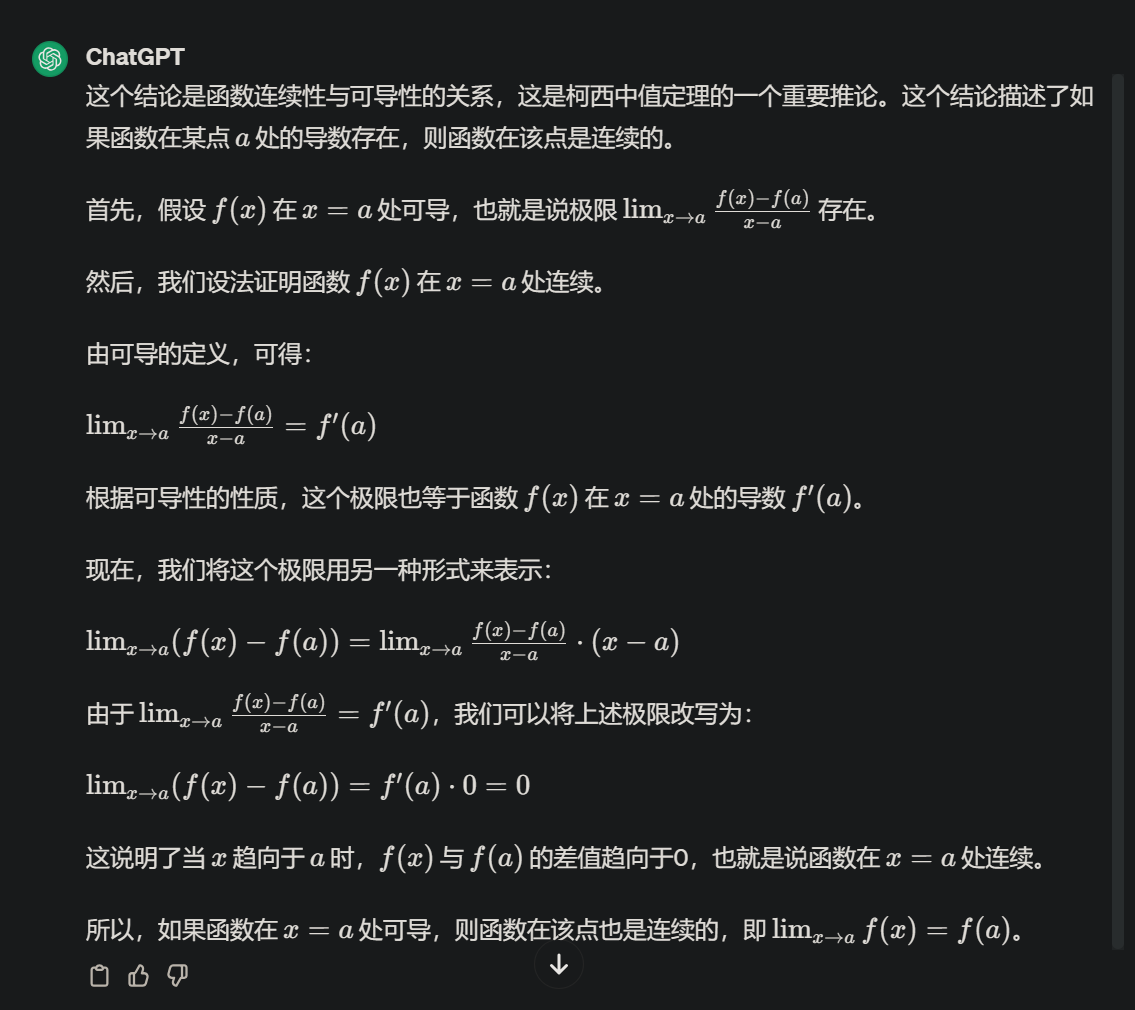 ChatGPT
这个结论是函数连续性与可导性的关系，这是柯西中值定理的一个重要推论。这个结论描述了如
果函数在某点 a 处的导数存在，则函数在该点是连续的。
首先，假设 f(x) 在 x = a 处可导，也就是说极限 lim_{x→a} \frac{f(x)−f(a)}{x−a} 存在。
然后，我们设法证明函数 f(x) 在 x = a 处连续。
由可导的定义，可得：
lim_{x→a} \frac{f(x)−f(a)}{x−a} = f′(a)
根据可导性的性质，这个极限也等于函数 f(x) 在 x = a 处的导数 f′(a)。
现在，我们将这个极限用另一种形式来表示：
lim_{x→a}(f(x) − f(a)) = lim_{x→a} \frac{f(x)−f(a)}{x−a} · (x − a)
由于 lim_{x→a} \frac{f(x)−f(a)}{x−a} = f′(a)，我们可以将上述极限改写为：
lim_{x→a}(f(x) − f(a)) = f′(a) · 0 = 0
这说明了当 x 趋向于 a 时，f(x) 与 f(a) 的差值趋向于0，也就是说函数在 x = a 处连续。
所以，如果函数在 x = a 处可导，则函数在该点也是连续的，即 lim_{x→a} f(x) = f(a)。